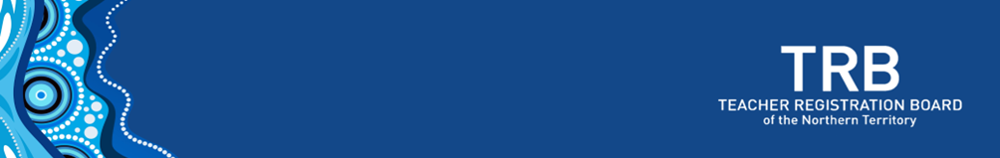 TRB
TEACHER REGISTRATION BOARD
of the Northern Territory